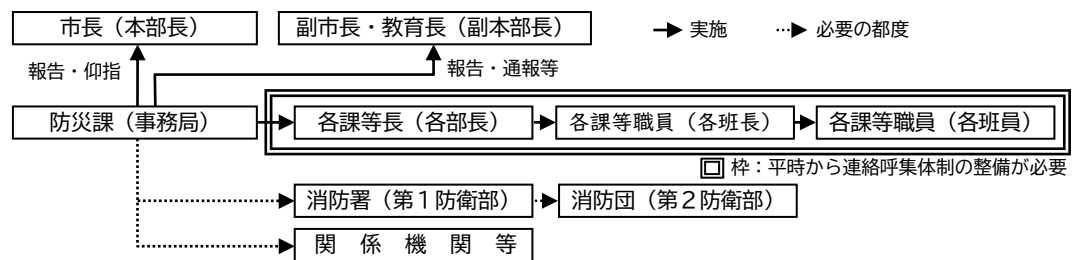 市長（本部長）
副市長・教育長（副本部長）
実施
必要の都度
報告・仰指
報告・通報等
防災課（事務局）
各課等長（各部長）
各課等職員（各班長）
各課等職員（各班員）
枠：平時から連絡呼集体制の整備が必要
消防署（第１防衛部）
消防団（第２防衛部）
関 係 機 関 等